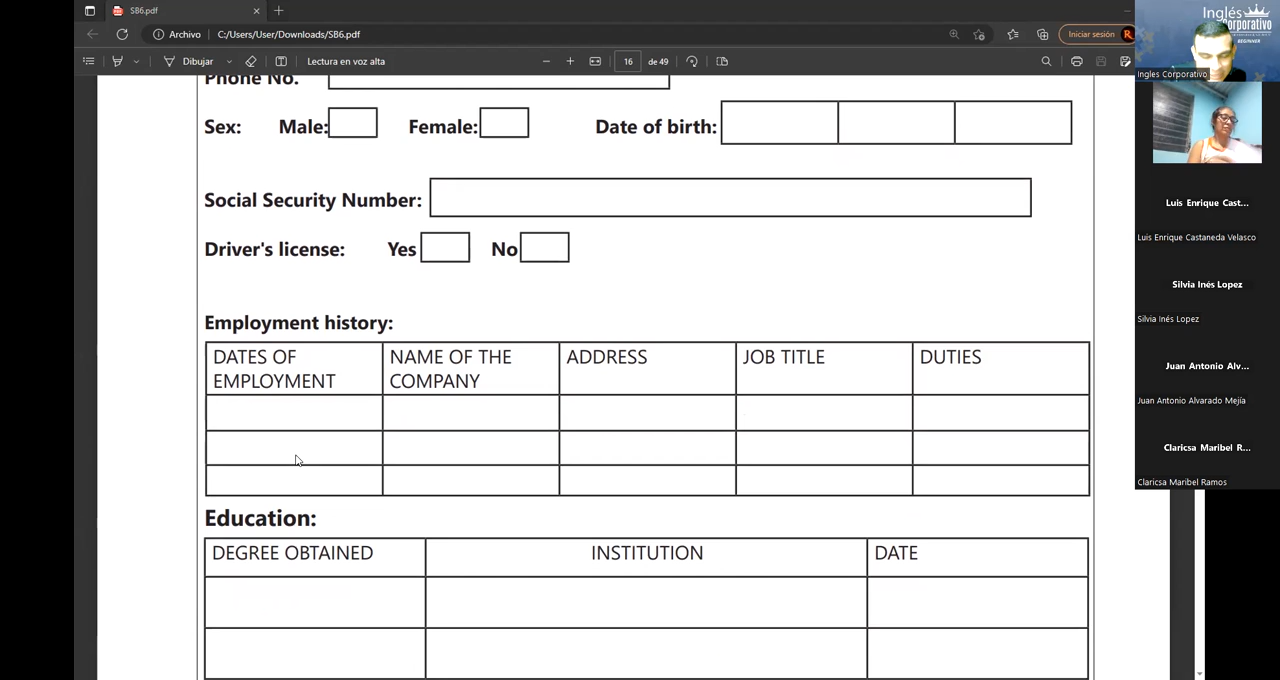 SB6.pdf
Archivo C:/Users/User/Downloads/SB6.pdf
Iniciar sesión R
Dibujar
Lectura en voz alta
16 de 49
Phone No.
Sex: Male: Female: Date of birth:
Social Security Number:
Driver's license: Yes No
Employment history:
DATES OF EMPLOYMENT
NAME OF THE COMPANY
ADDRESS
JOB TITLE
DUTIES
Education:
DEGREE OBTAINED
INSTITUTION
DATE
Inglés
Corporativo
BEGINNER
Ingles Corporativo
Luis Enrique Cast...
Luis Enrique Castaneda Velasco
Silvia Inés Lopez
Silvia Inés Lopez
Juan Antonio Alv...
Juan Antonio Alvarado Mejía
Claricsa Maribel R...
Claricsa Maribel Ramos